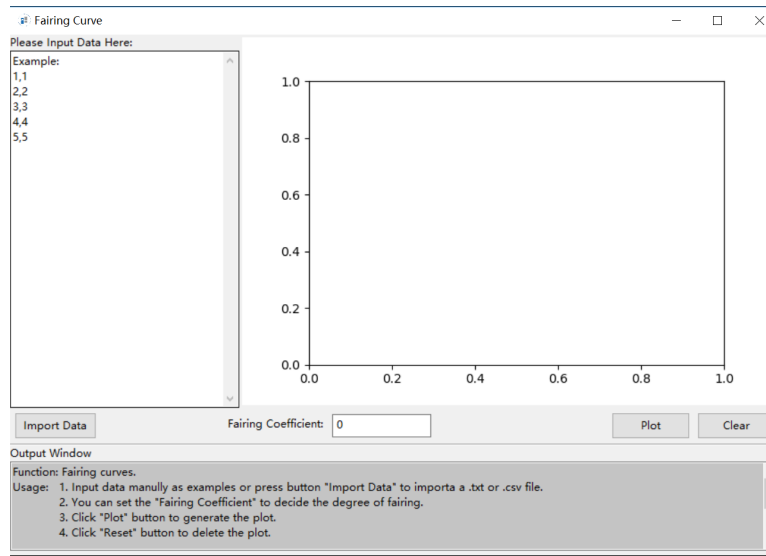 Fairing Curve
Please Input Data Here:
Example:
1,1
2,2
3,3
4,4
5,5
1.0
0.8
0.6
0.4
0.2
0.0
0.0 0.2 0.4 0.6 0.8 1.0
Import Data Fairing Coefficient: 0 Plot Clear
Output Window
Function: Fairing curves.
Usage: 1. Input data manully as examples or press button "Import Data" to importa a .txt or .csv file.
2. You can set the "Fairing Coefficient" to decide the degree of fairing.
3. Click "Plot" button to generate the plot.
4. Click "Reset" button to delete the plot.